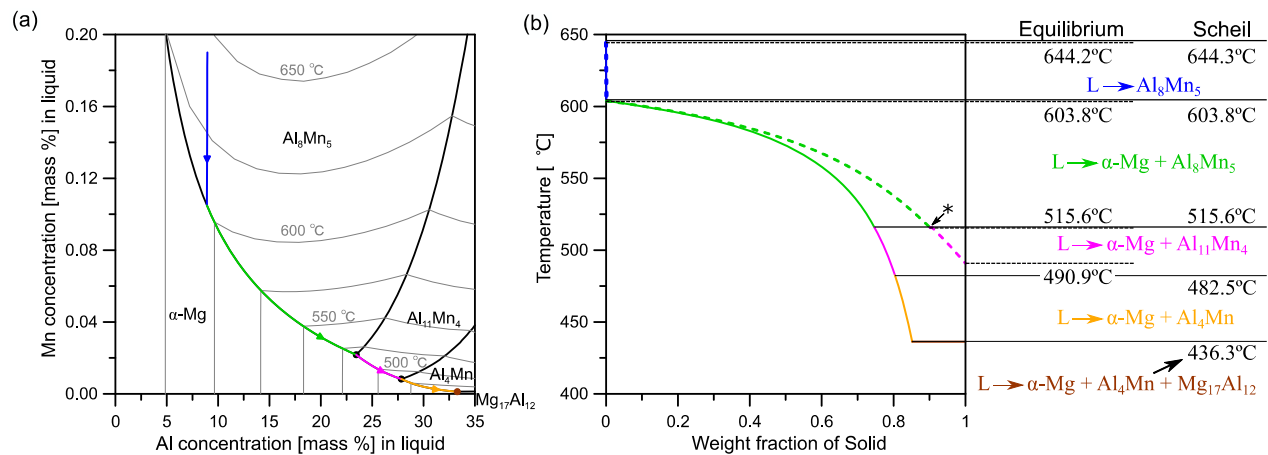 (a)
Mn concentration [mass %] in liquid
0.20
0.16
0.12
0.08
0.04
0.00
650 ℃
Al₈Mn₅
600 ℃
α-Mg
550 ℃
Al₁₁Mn₄
500 ℃
Al₄Mn
Mg₁₇Al₁₂
0 5 10 15 20 25 30 35
Al concentration [mass %] in liquid
(b)
Temperature [ ℃]
650
600
550
500
450
400
*
0 0.2 0.4 0.6 0.8 1
Weight fraction of Solid
Equilibrium Scheil
644.2ºC 644.3ºC
L → Al₈Mn₅
603.8ºC 603.8ºC
L → α-Mg + Al₈Mn₅
515.6ºC 515.6ºC
L → α-Mg + Al₁₁Mn₄
490.9ºC 482.5ºC
L → α-Mg + Al₄Mn
436.3ºC
L → α-Mg + Al₄Mn + Mg₁₇Al₁₂